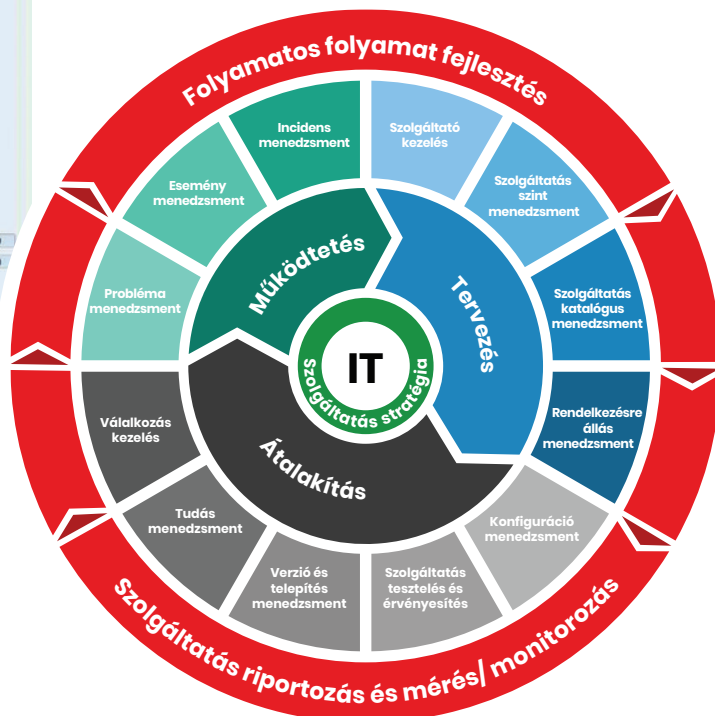 Folyamatos folyamat fejlesztés
Incidens
menedzsment
Szolgáltató
kezelés
Esemény
menedzsment
Szolgáltatás
szint
menedzsment
Probléma
menedzsment
Működtetés
Tervezés
Szolgáltatás
katalógus
menedzsment
IT
Szolgáltatás stratégia
Válalkozás
kezelés
Átalakítás
Rendelkezésre
állás
menedzsment
Tudás
menedzsment
Konfiguráció
menedzsment
Verzió és
telepítés
menedzsment
Szolgáltatás
tesztelés és
érvényesítés
Szolgáltatás riportozás és mérés/ monitorozás